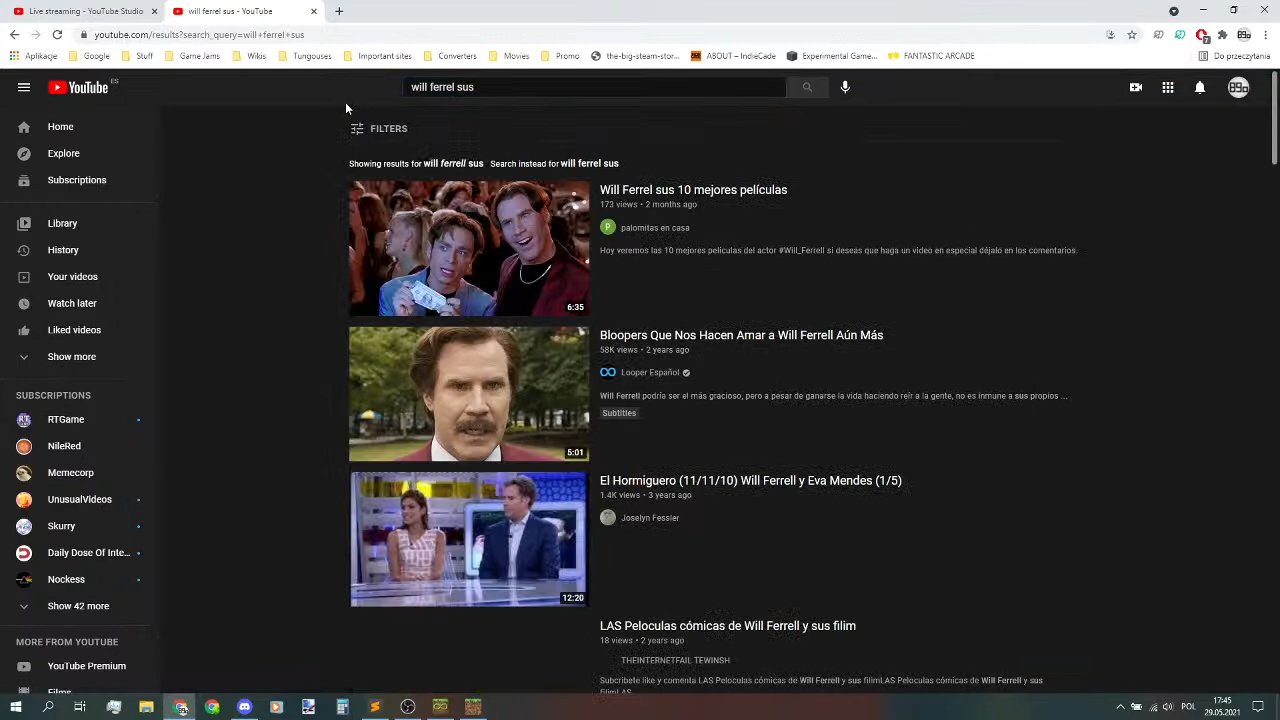 Live streaming - YouTube Studio
will ferrel sus - YouTube
youtube.com/results?search_query=will+ferrel+sus
Aplikacje Google Stuff Game Jams Wikis Tungouses Important sites Converters Movies Pobrij the-big-steam-stor... ABOUT – IndieCade Experimental Game... FANTASTIC ARCADE Do przeczytania
YouTube ES
will ferrel sus
Home
Explore
Subscriptions
Library
History
Your videos
Watch later
Liked videos
Show more
SUBSCRIPTIONS
RTGame
NileRed
Memecorp
UnusualVideos
Skurry
Daily Dose Of Inte...
Nockess
Show 42 more
MORE FROM YOUTUBE
YouTube Premium
Films
FILTERS
Showing results for will ferrell sus Search instead for will ferrel sus
6:35
Will Ferrel sus 10 mejores películas
173 views • 2 months ago
P palomitas en casa
Hoy veremos las 10 mejores peliculas del actor #Will_Ferrell si deseas que haga un video en especial déjalo en los comentarios.
5:01
Bloopers Que Nos Hacen Amar a Will Ferrell Aún Más
58K views • 2 years ago
Looper Español
Will Ferrell podría ser el más gracioso, pero a pesar de ganarse la vida haciendo reír a la gente, no es inmune a sus propios ...
Subtitles
12:20
El Hormiguero (11/11/10) Will Ferrell y Eva Mendes (1/5)
1.4K views • 3 years ago
Joselyn Fessler
LAS Peloculas cómicas de Will Ferrell y sus filim
18 views • 2 years ago
THEINTERNETFAIL TEWINSH
Subcribete like y comenta LAS Peloculas cómicas de Will Ferrell y sus filimLAS Peloculas cómicas de Will Ferrell y sus
filimLAS
POL
17:45
29.05.2021